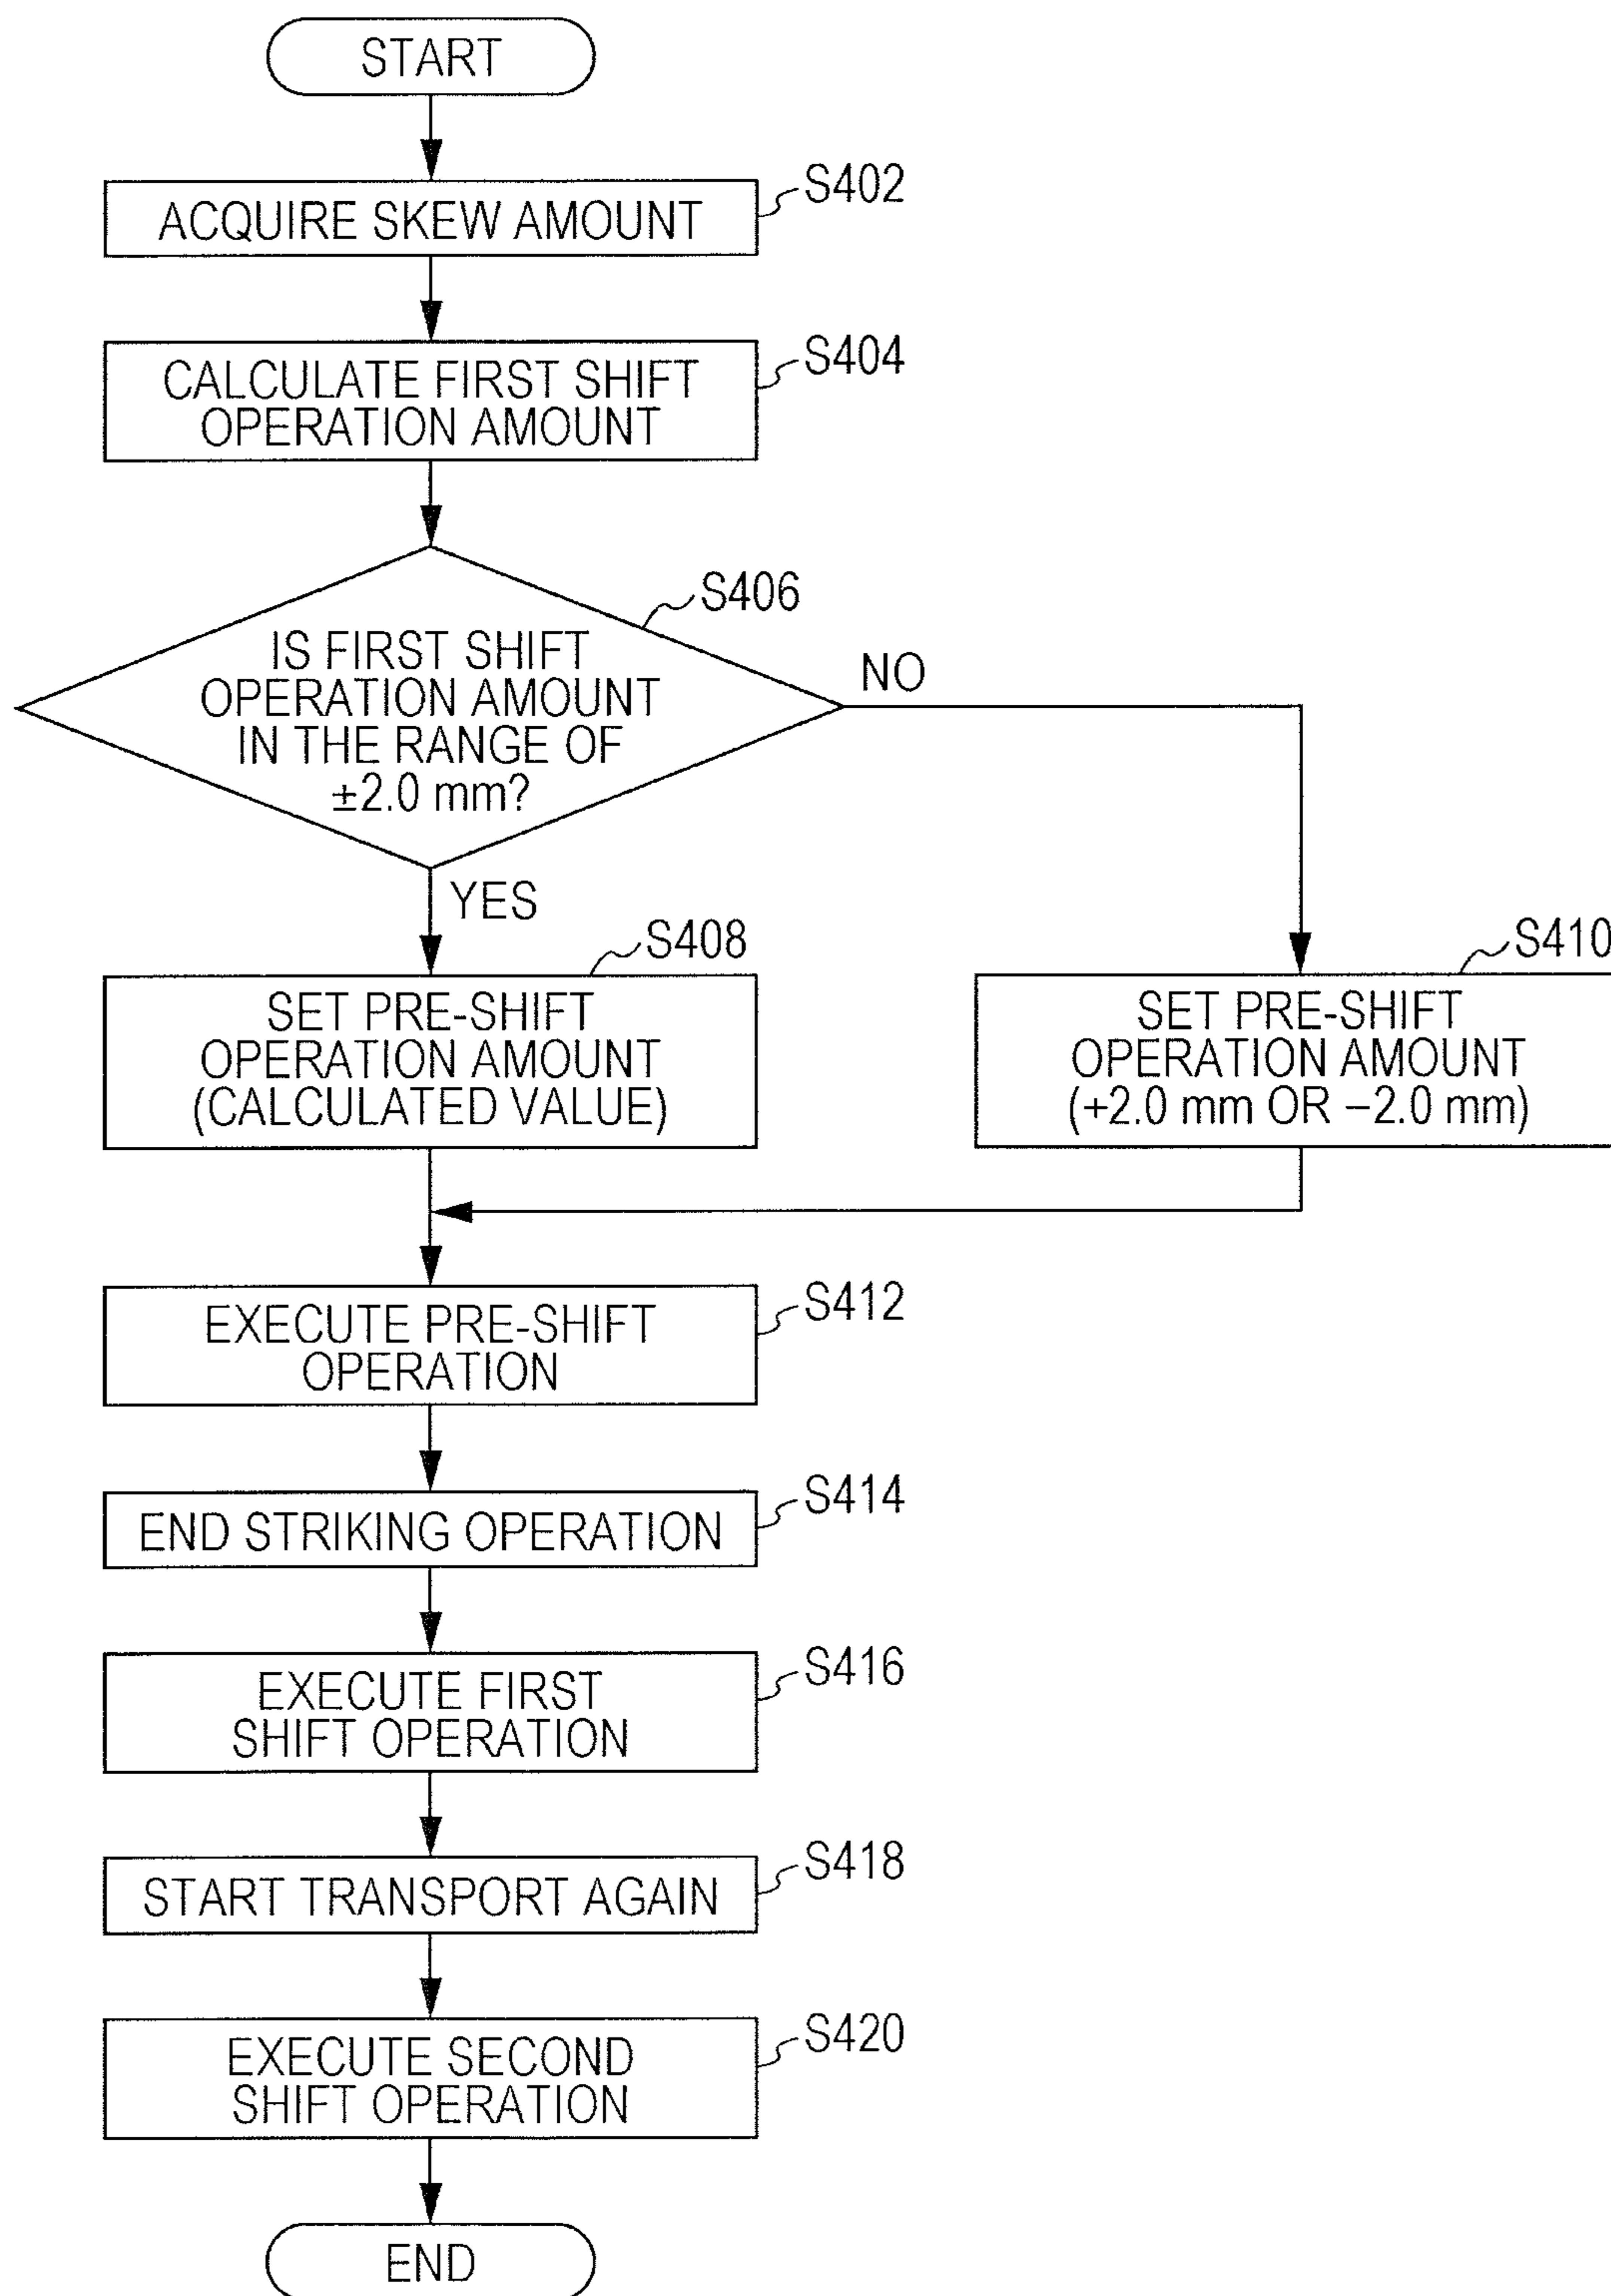 START
S402
ACQUIRE SKEW AMOUNT
S404
CALCULATE FIRST SHIFT
OPERATION AMOUNT
S406
IS FIRST SHIFT
OPERATION AMOUNT
IN THE RANGE OF
±2.0 mm?
NO
YES
S408
SET PRE-SHIFT
OPERATION AMOUNT
(CALCULATED VALUE)
S410
SET PRE-SHIFT
OPERATION AMOUNT
(+2.0 mm OR –2.0 mm)
S412
EXECUTE PRE-SHIFT
OPERATION
S414
END STRIKING OPERATION
S416
EXECUTE FIRST
SHIFT OPERATION
S418
START TRANSPORT AGAIN
S420
EXECUTE SECOND
SHIFT OPERATION
END